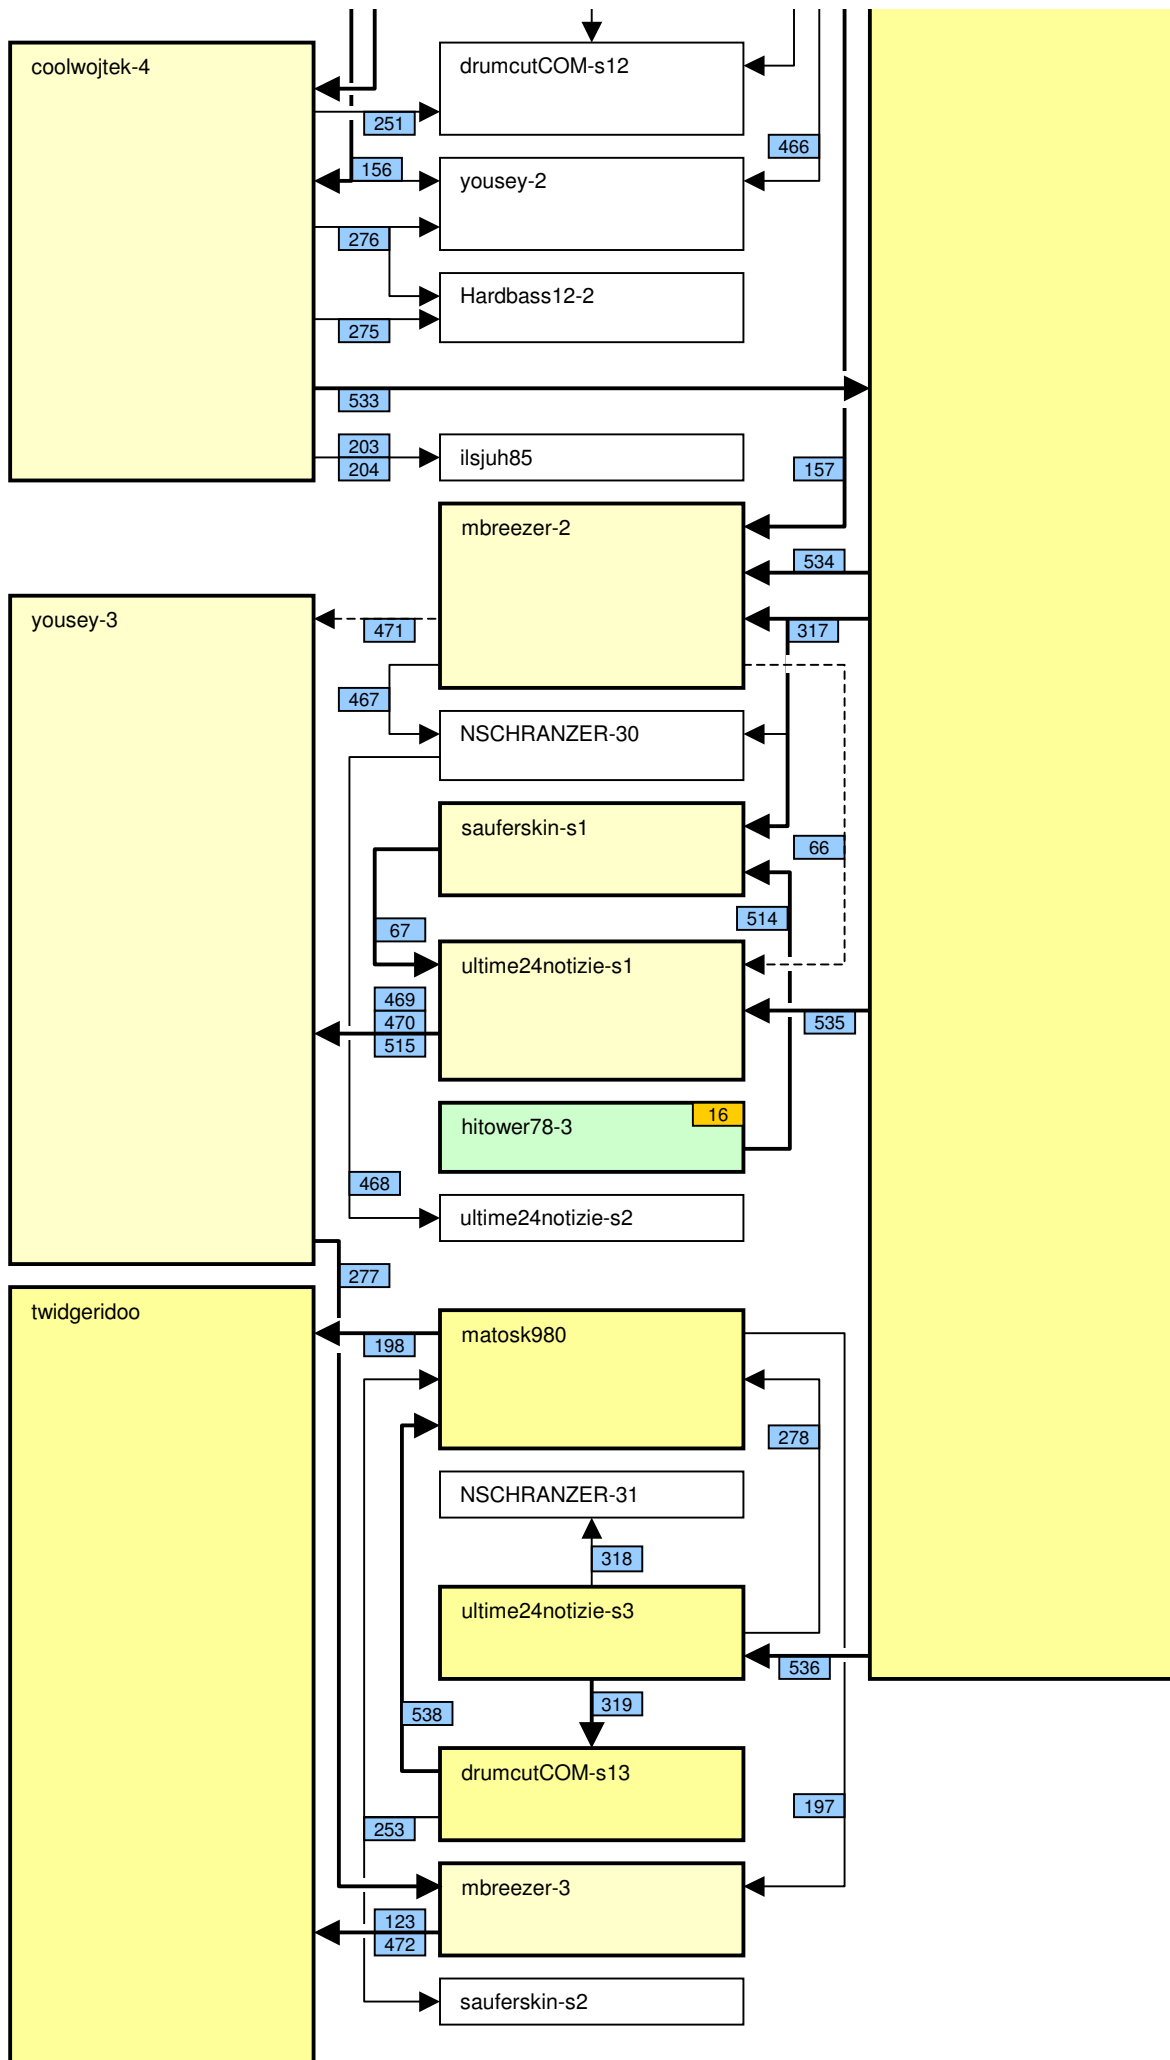 coolwojtek-4
drumcutCOM-s12
251
466
156
yousey-2
276
Hardbass12-2
275
533
203
204
ilsjuh85
157
mbreezer-2
534
yousey-3
471
317
467
NSCHRANZER-30
sauferskin-s1
66
514
67
ultime24notizie-s1
469
470
515
535
hitower78-3
16
468
ultime24notizie-s2
277
twidgeridoo
198
matosk980
278
NSCHRANZER-31
318
ultime24notizie-s3
536
319
538
drumcutCOM-s13
197
253
mbreezer-3
123
472
sauferskin-s2